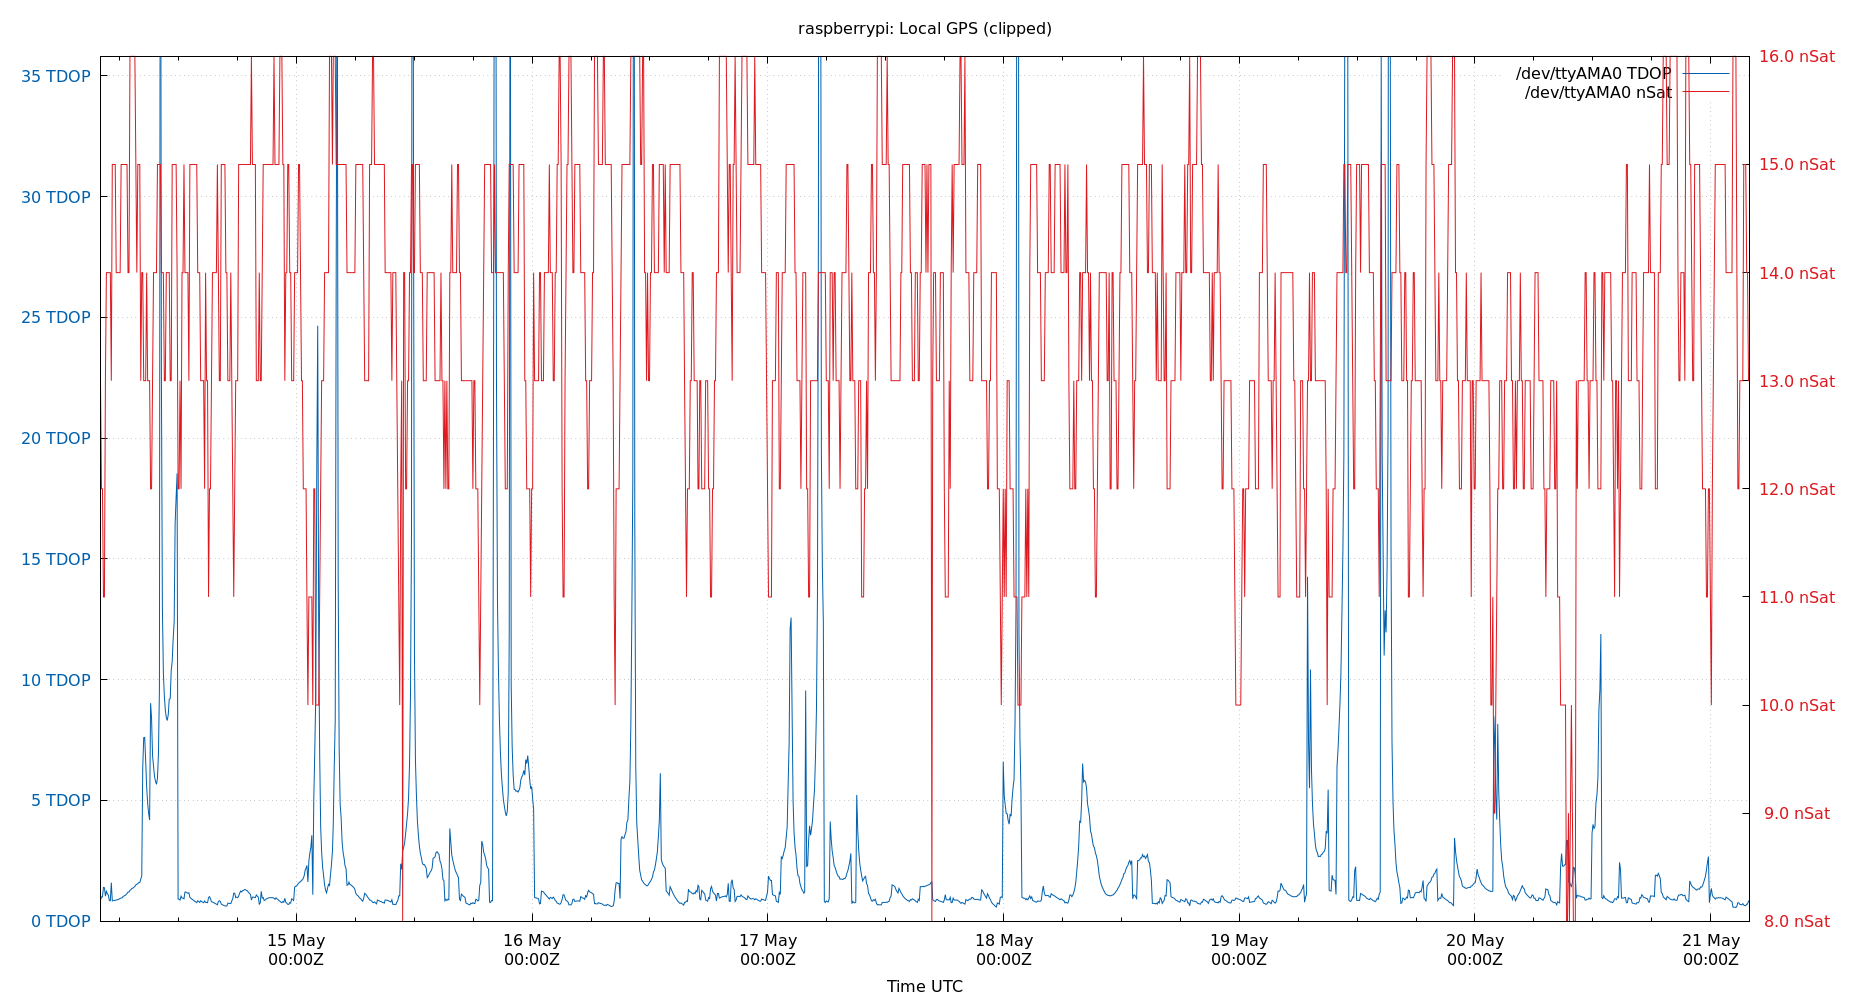 raspberrypi: Local GPS (clipped)
35 TDOP
30 TDOP
25 TDOP
20 TDOP
15 TDOP
10 TDOP
5 TDOP
0 TDOP
/dev/ttyAMA0 TDOP
/dev/ttyAMA0 nSat
16.0 nSat
15.0 nSat
14.0 nSat
13.0 nSat
12.0 nSat
11.0 nSat
10.0 nSat
9.0 nSat
8.0 nSat
15 May
00:00Z
16 May
00:00Z
17 May
00:00Z
18 May
00:00Z
19 May
00:00Z
20 May
00:00Z
21 May
00:00Z
Time UTC